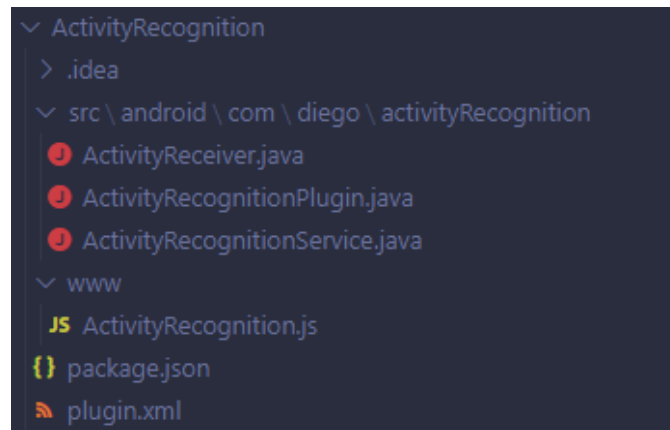 ActivityRecognition
.idea
src \ android \ com \ diego \ activityRecognition
J ActivityReceiver.java
J ActivityRecognitionPlugin.java
J ActivityRecognitionService.java
www
JS ActivityRecognition.js
{} package.json
plugin.xml